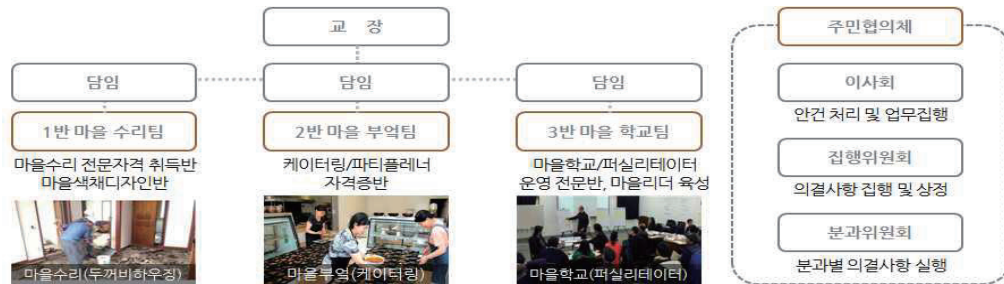 교 장
담임
담임
담임
1반 마을 수리팀
2반 마을 부엌팀
3반 마을 학교팀
마을수리 전문자격 취득반
마을색채디자인반
케이터링/파티플레너
자격증반
마을학교/퍼실리테이터
운영 전문반, 마을리더 육성
마을수리(두꺼비하우징)
마을부엌(케이터링)
마을학교(퍼실리테이터)
주민협의체
이사회
안건 처리 및 업무집행
집행위원회
의결사항 집행 및 상정
분과위원회
분과별 의결사항 실행